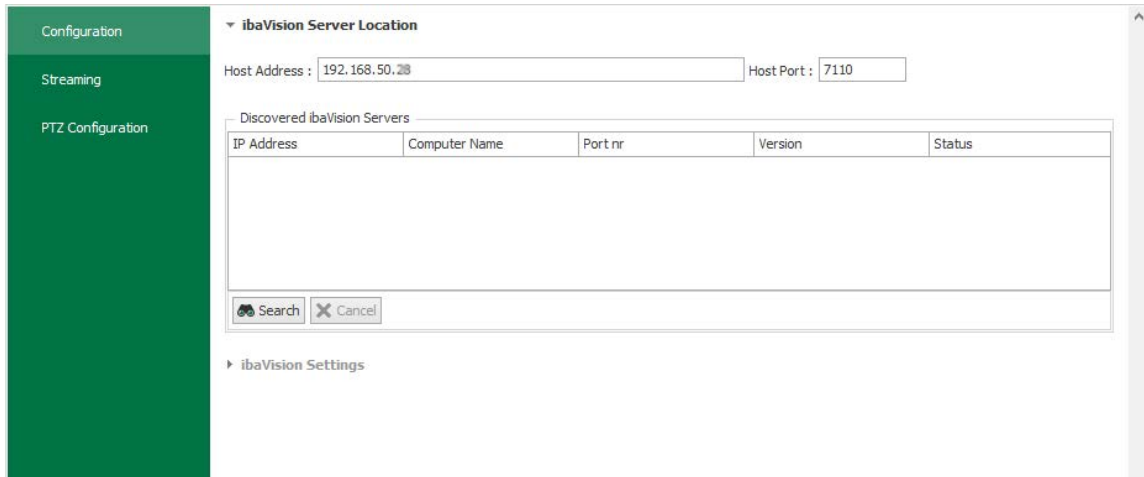 Configuration
Streaming
PTZ Configuration
ibaVision Server Location
Host Address : 192.168.50. Host Port : 7110
Discovered ibaVision Servers
IP Address Computer Name Port nr Version Status
Search Cancel
ibaVision Settings